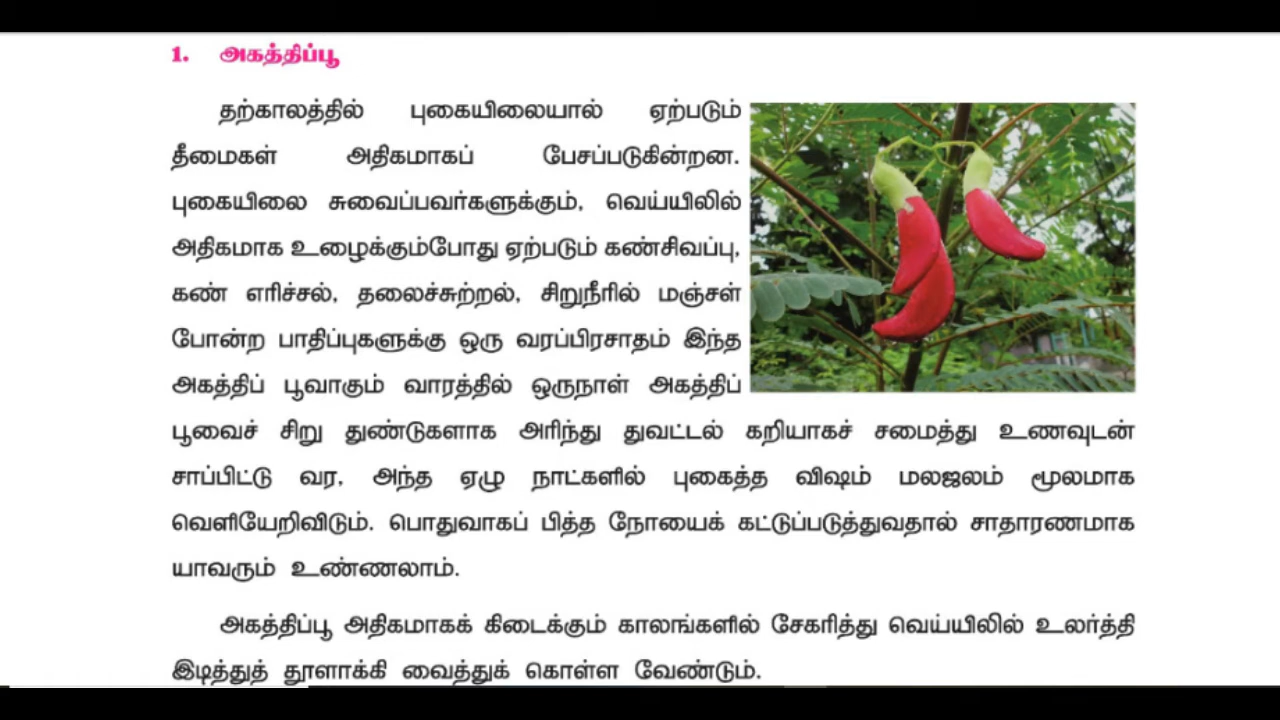 1. அகத்திப்பூ
தற்காலத்தில் புகையிலையால் ஏற்படும்
தீமைகள் அதிகமாகப் பேசப்படுகின்றன.
புகையிலை சுவைப்பவர்களுக்கும், வெய்யிலில்
அதிகமாக உழைக்கும்போது ஏற்படும் கண்சிவப்பு,
கண் எரிச்சல், தலைச்சுற்றல், சிறுநீரில் மஞ்சள்
போன்ற பாதிப்புகளுக்கு ஒரு வரப்பிரசாதம் இந்த
அகத்திப் பூவாகும் வாரத்தில் ஒருநாள் அகத்திப்
பூவைச் சிறு துண்டுகளாக அரிந்து துவட்டல் கறியாகச் சமைத்து உணவுடன்
சாப்பிட்டு வர, அந்த ஏழு நாட்களில் புகைத்த விஷம் மலஜலம் மூலமாக
வெளியேறிவிடும். பொதுவாகப் பித்த நோயைக் கட்டுப்படுத்துவதால் சாதாரணமாக
யாவரும் உண்ணலாம்.
அகத்திப்பூ அதிகமாகக் கிடைக்கும் காலங்களில் சேகரித்து வெய்யிலில் உலர்த்தி
இடித்துத் தூளாக்கி வைத்துக் கொள்ள வேண்டும்.